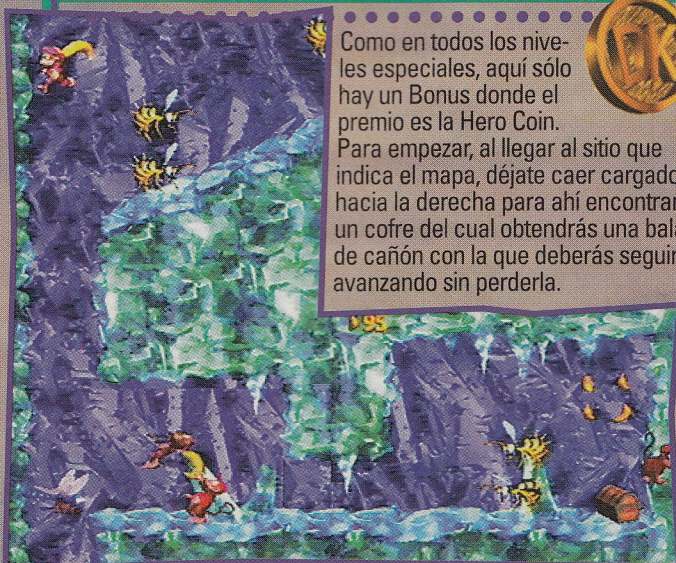 Como en todos los nive-
les especiales, aquí sólo
hay un Bonus donde el
premio es la Hero Coin.
Para empezar, al llegar al sitio que
indica el mapa, déjate caer cargado
hacia la derecha para ahí encontrar
un cofre del cual obtendrás una bala
de cañón con la que deberás seguir
avanzando sin perderla.
DK